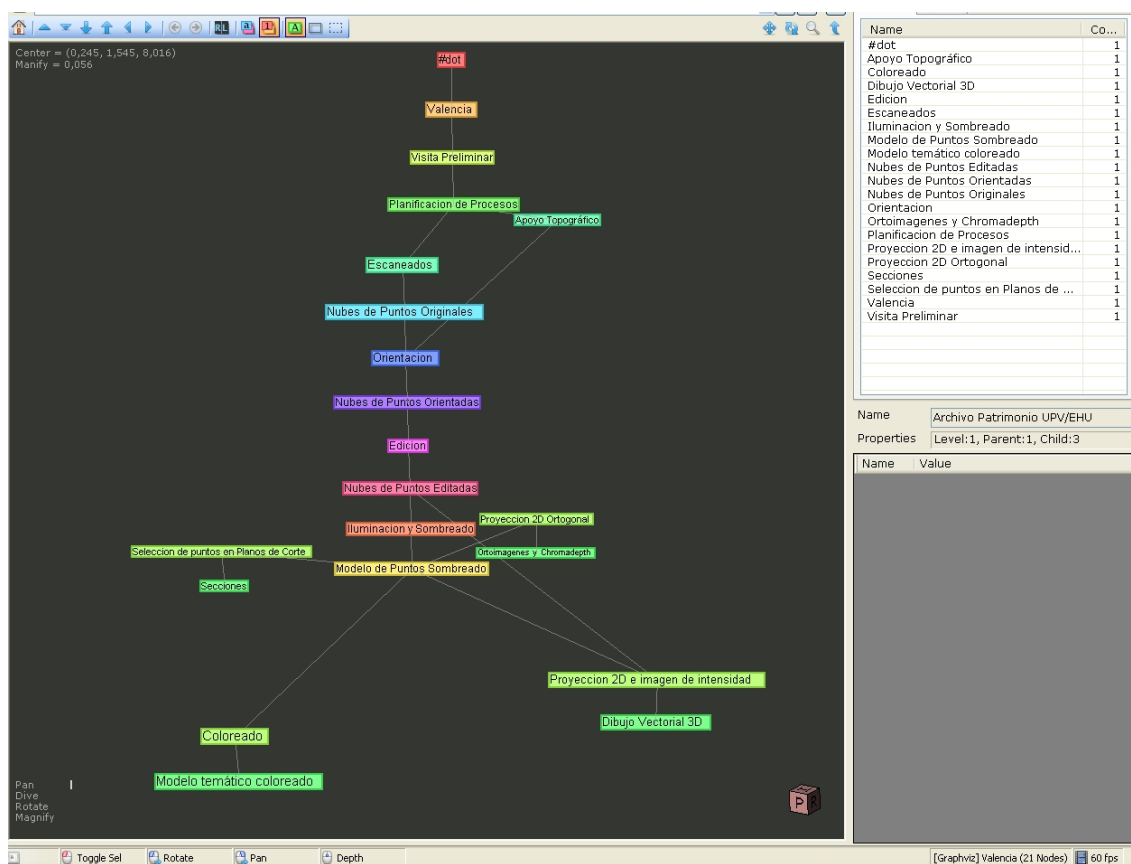 RL a 1 A
Center = (0,245, 1,545, 8,016)
Manify = 0,056
#dot
Valencia
Visita Preliminar
Planificacion de Procesos
Apoyo Topográfico
Escaneados
Nubes de Puntos Originales
Orientacion
Nubes de Puntos Orientadas
Edicion
Nubes de Puntos Editadas
Proyeccion 2D Ortogonal
Iluminacion y Sombreado
Ortoimagenes y Chromadepth
Seleccion de puntos en Planos de Corte
Modelo de Puntos Sombreado
Secciones
Proyeccion 2D e imagen de intensidad
Dibujo Vectorial 3D
Coloreado
Modelo temático coloreado
Pan
Dive
Rotate
Magnify
P R
Name Co...
#dot 1
Apoyo Topográfico 1
Coloreado 1
Dibujo Vectorial 3D 1
Edicion 1
Escaneados 1
Iluminacion y Sombreado 1
Modelo de Puntos Sombreado 1
Modelo temático coloreado 1
Nubes de Puntos Editadas 1
Nubes de Puntos Orientadas 1
Nubes de Puntos Originales 1
Orientacion 1
Ortoimagenes y Chromadepth 1
Planificacion de Procesos 1
Proyeccion 2D e imagen de intensid... 1
Proyeccion 2D Ortogonal 1
Secciones 1
Seleccion de puntos en Planos de ... 1
Valencia 1
Visita Preliminar 1
Name Archivo Patrimonio UPV/EHU
Properties Level:1, Parent:1, Child:3
Name Value
Toggle Sel Rotate Pan Depth [Graphviz] Valencia (21 Nodes) 60 fps